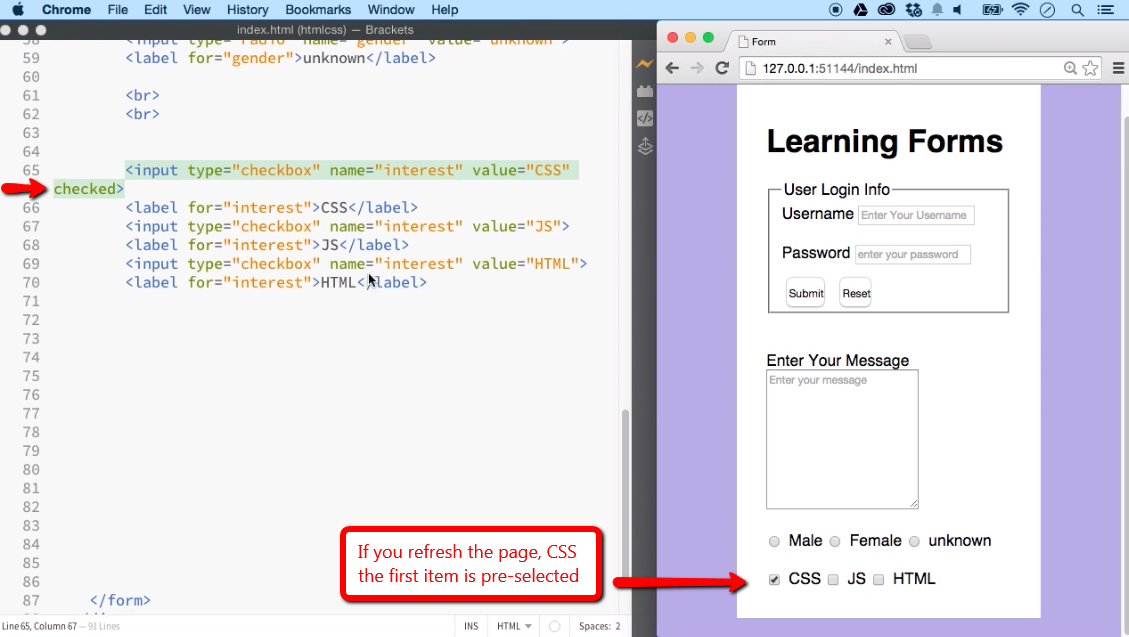 Chrome File Edit View History Bookmarks Window Help
index.html (htmlcss) — Brackets
58 <input type="radio" name="gender" value="unknown">
59 <label for="gender">unknown</label>
60
61 <br>
62 <br>
63
64
65 <input type="checkbox" name="interest" value="CSS"
checked>
66 <label for="interest">CSS</label>
67 <input type="checkbox" name="interest" value="JS">
68 <label for="interest">JS</label>
69 <input type="checkbox" name="interest" value="HTML">
70 <label for="interest">HTML</label>
71
72
73
74
75
76
77
78
79
80
81
82
83
84
85
86
87 </form>
Line 65, Column 67 — 91 Lines
INS HTML Spaces: 2
Form
127.0.0.1:51144/index.html
Learning Forms
User Login Info
Username Enter Your Username
Password enter your password
Submit Reset
Enter Your Message
Enter your message
Male Female unknown
CSS JS HTML
If you refresh the page, CSS
the first item is pre-selected